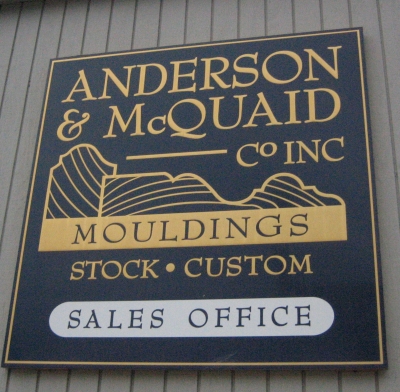 ANDERSON
& McQUAID
Co INC
MOULDINGS
STOCK • CUSTOM
SALES OFFICE